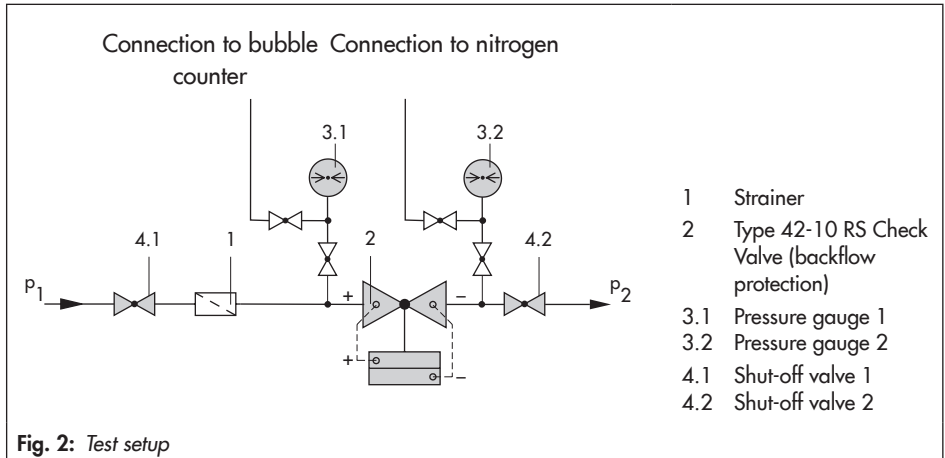 Connection to bubble counter
Connection to nitrogen
3.1
3.2
4.1
1
2
4.2
p1
+
–
p2
+
–
1 Strainer
2 Type 42-10 RS Check
Valve (backflow
protection)
3.1 Pressure gauge 1
3.2 Pressure gauge 2
4.1 Shut-off valve 1
4.2 Shut-off valve 2
Fig. 2: Test setup